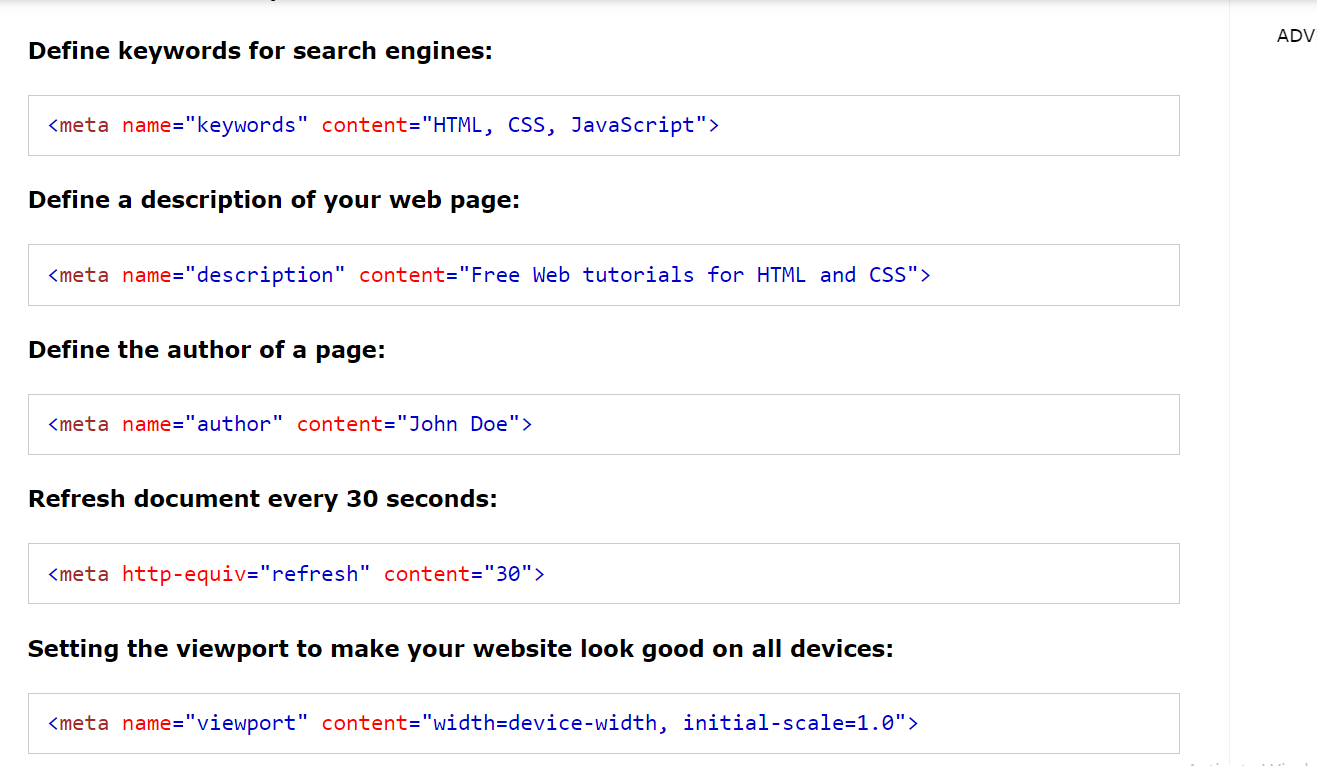 Define keywords for search engines:
ADV
<meta name="keywords" content="HTML, CSS, JavaScript">
Define a description of your web page:
<meta name="description" content="Free Web tutorials for HTML and CSS">
Define the author of a page:
<meta name="author" content="John Doe">
Refresh document every 30 seconds:
<meta http-equiv="refresh" content="30">
Setting the viewport to make your website look good on all devices:
<meta name="viewport" content="width=device-width, initial-scale=1.0">